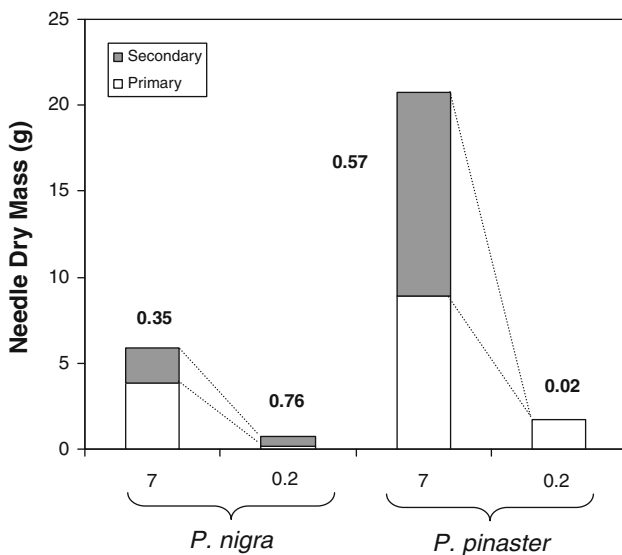 25
20
15
10
5
0
Needle Dry Mass (g)
Secondary
Primary
0.57
0.35
0.76
0.02
7
0.2
7
0.2
P. nigra
P. pinaster